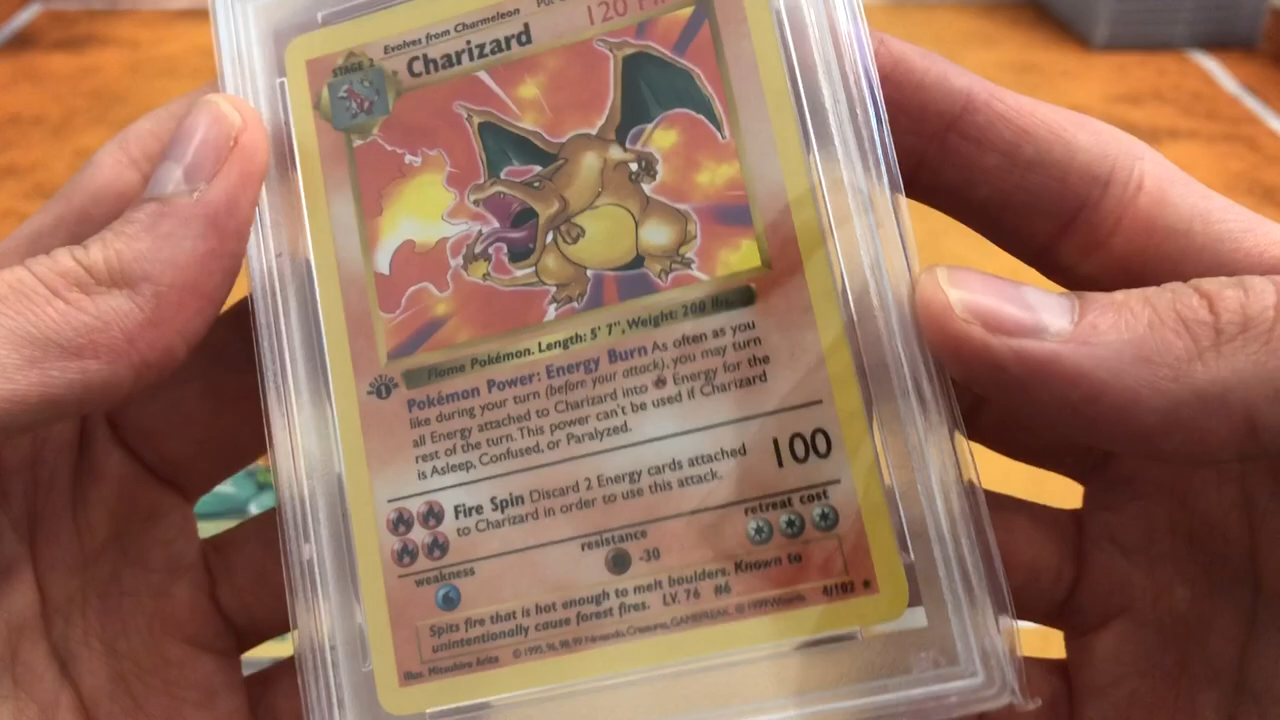 Evolves from Charmeleon
STAGE 2
Charizard
120
Flame Pokémon. Length: 5' 7", Weight: 200 lbs.
EDITION
1
Pokémon Power: Energy Burn As often as you
like during your turn (before your attack), you may turn
all Energy attached to Charizard into Energy for the
rest of the turn. This power can't be used if Charizard
is Asleep, Confused, or Paralyzed.
Fire Spin Discard 2 Energy cards attached
to Charizard in order to use this attack.
100
weakness
resistance
-30
retreat cost
Spits fire that is hot enough to melt boulders. Known to
unintentionally cause forest fires. LV. 76 #6
Illus. Mitsuhiro Arita ©1995, 96, 98, 99 Nintendo, Creatures, GAMEFREAK. ©1999 Wizards
4/102